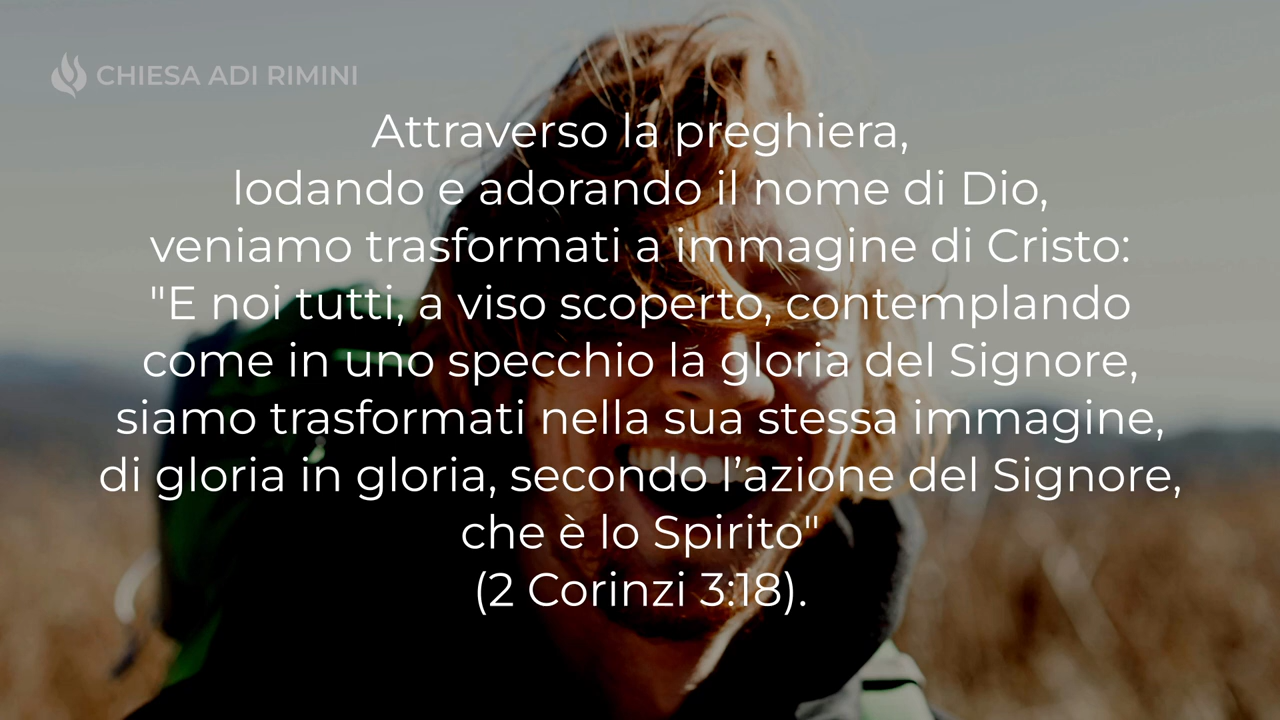 CHIESA ADI RIMINI
Attraverso la preghiera,
lodando e adorando il nome di Dio,
veniamo trasformati a immagine di Cristo:
"E noi tutti, a viso scoperto, contemplando
come in uno specchio la gloria del Signore,
siamo trasformati nella sua stessa immagine,
di gloria in gloria, secondo l’azione del Signore,
che è lo Spirito"
(2 Corinzi 3:18).